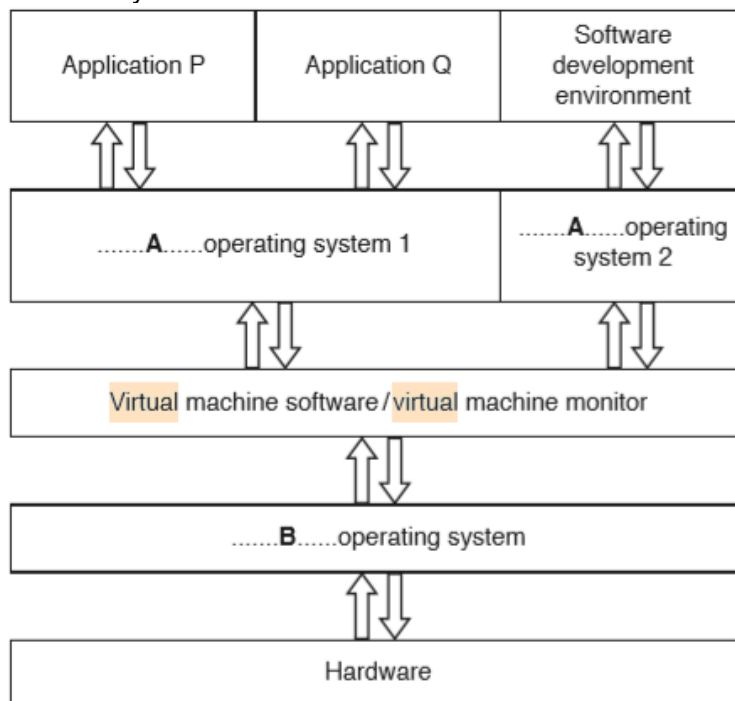 Application P
Application Q
Software
development
environment
.......A......operating system 1
.......A......operating
system 2
Virtual machine software/virtual machine monitor
.......B......operating system
Hardware